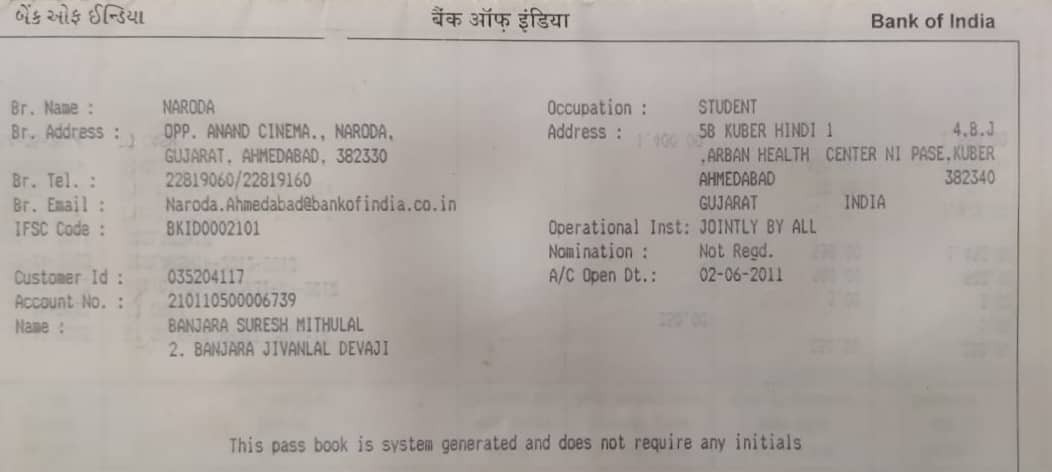 બેંક ઓફ ઈન્ડિયા
बैंक ऑफ़ इंडिया
Bank of India
Br. Name : NARODA
Br. Address : OPP. ANAND CINEMA., NARODA,
GUJARAT, AHMEDABAD, 382330
Br. Tel. : 22819060/22819160
Br. Email : Naroda.Ahmedabad@bankofindia.co.in
IFSC Code : BKID0002101
Customer Id : 035204117
Account No. : 210110500006739
Name : BANJARA SURESH MITHULAL
2. BANJARA JIVANLAL DEVAJI
Occupation : STUDENT
Address : 58 KUBER HINDI 1 4,B.J
,ARBAN HEALTH CENTER NI PASE,KUBER
AHMEDABAD 382340
GUJARAT INDIA
Operational Inst: JOINTLY BY ALL
Nomination : Not Regd.
A/C Open Dt.: 02-06-2011
This pass book is system generated and does not require any initials